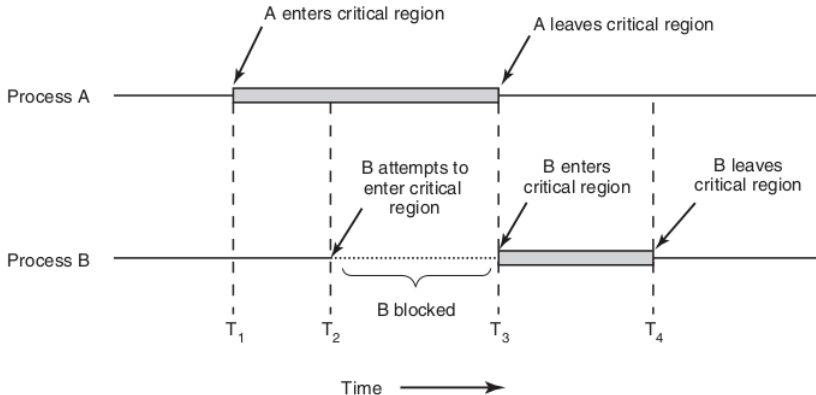 A enters critical region
A leaves critical region
Process A
B attempts to
enter critical
region
B enters
critical region
B leaves
critical region
Process B
B blocked
T1
T2
T3
T4
Time